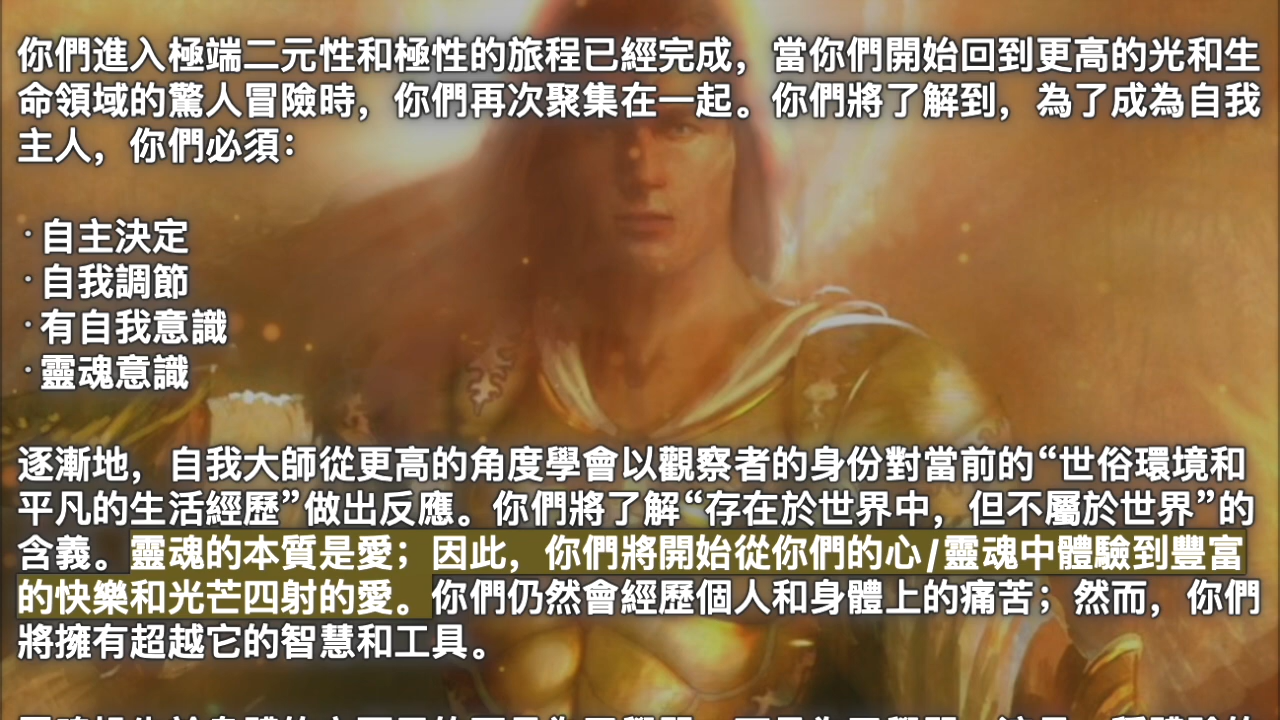 你們進入極端二元性和極性的旅程已經完成，當你們開始回到更高的光和生
命領域的驚人冒險時，你們再次聚集在一起。你們將了解到，為了成為自我
主人，你們必須：
·自主決定
·自我調節
·有自我意識
·靈魂意識
逐漸地，自我大師從更高的角度學會以觀察者的身份對當前的“世俗環境和
平凡的生活經歷”做出反應。你們將了解“存在於世界中，但不屬於世界”的
含義。靈魂的本質是愛；因此，你們將開始從你們的心/靈魂中體驗到豐富
的快樂和光芒四射的愛。你們仍然會經歷個人和身體上的痛苦；然而，你們
將擁有超越它的智慧和工具。